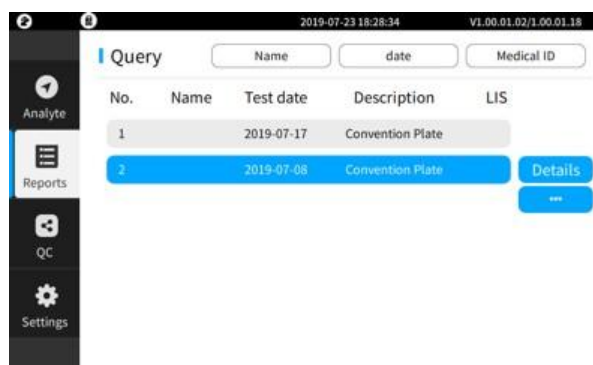 2019-07-23 18:28:34 V1.00.01.02/1.00.01.18
Query Name date Medical ID
Analyte
No. Name Test date Description LIS
1 2019-07-17 Convention Plate
Reports
2 2019-07-08 Convention Plate Details
•••
QC
Settings